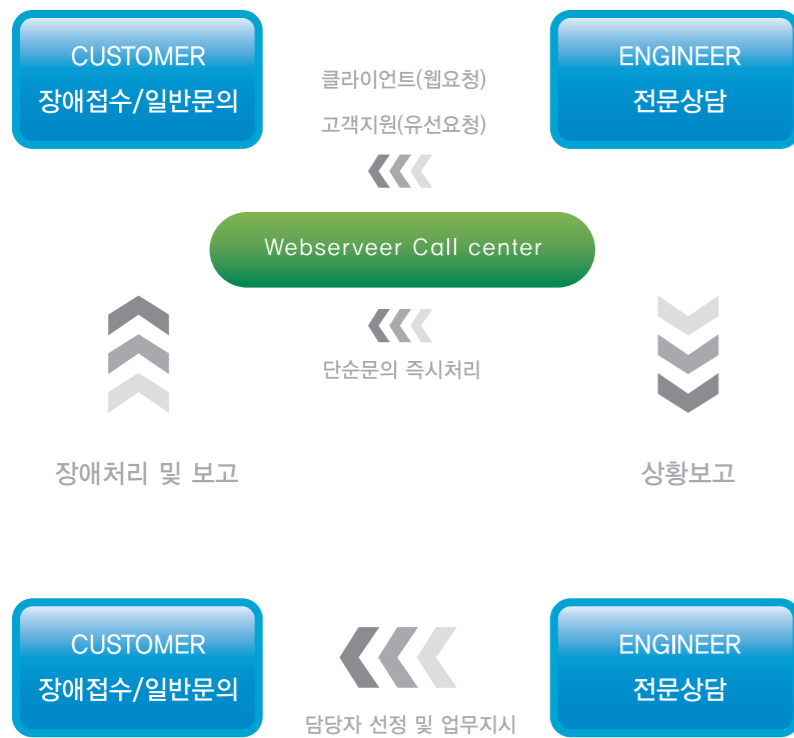 CUSTOMER
장애접수/일반문의
클라이언트(웹요청)
고객지원(유선요청)
ENGINEER
전문상담
Webserveer Call center
단순문의 즉시처리
장애처리 및 보고
상황보고
CUSTOMER
장애접수/일반문의
담당자 선정 및 업무지시
ENGINEER
전문상담